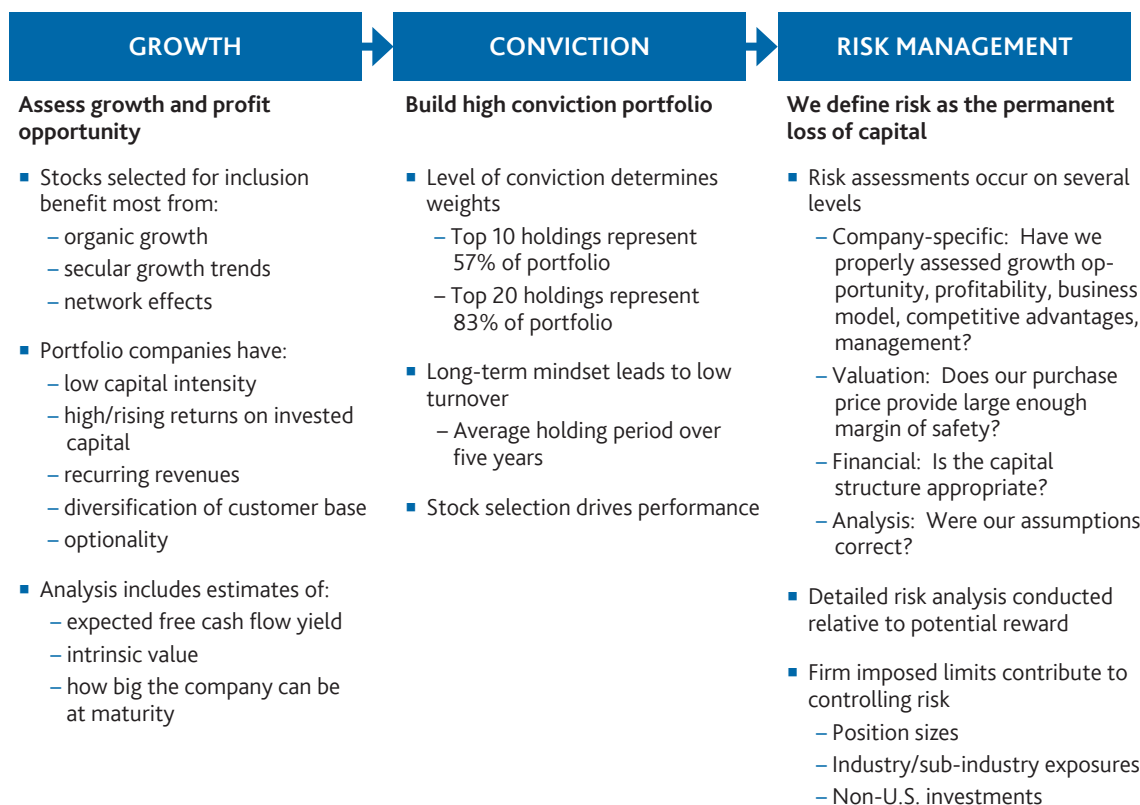 GROWTH
Assess growth and profit
opportunity
▪ Stocks selected for inclusion
benefit most from:
– organic growth
– secular growth trends
– network effects
▪ Portfolio companies have:
– low capital intensity
– high/rising returns on invested
capital
– recurring revenues
– diversification of customer base
– optionality
▪ Analysis includes estimates of:
– expected free cash flow yield
– intrinsic value
– how big the company can be
at maturity
CONVICTION
Build high conviction portfolio
▪ Level of conviction determines
weights
– Top 10 holdings represent
57% of portfolio
– Top 20 holdings represent
83% of portfolio
▪ Long-term mindset leads to low
turnover
– Average holding period over
five years
▪ Stock selection drives performance
RISK MANAGEMENT
We define risk as the permanent
loss of capital
▪ Risk assessments occur on several
levels
– Company-specific: Have we
properly assessed growth op-
portunity, profitability, business
model, competitive advantages,
management?
– Valuation: Does our purchase
price provide large enough
margin of safety?
– Financial: Is the capital
structure appropriate?
– Analysis: Were our assumptions
correct?
▪ Detailed risk analysis conducted
relative to potential reward
▪ Firm imposed limits contribute to
controlling risk
– Position sizes
– Industry/sub-industry exposures
– Non-U.S. investments